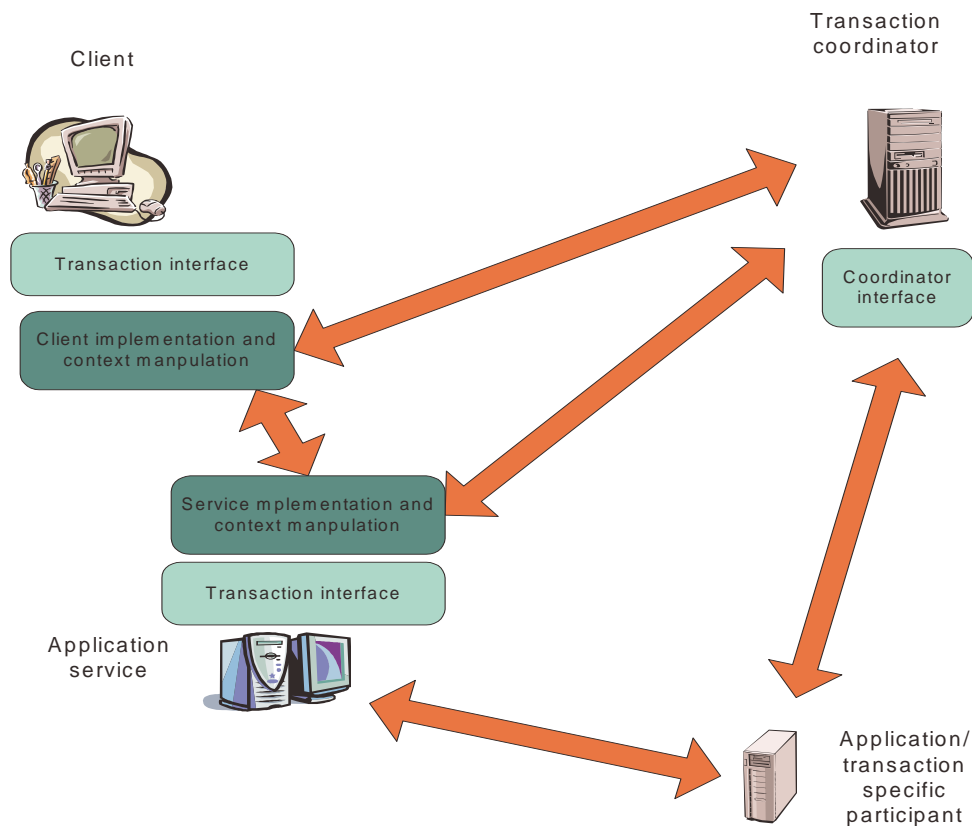 Client
Transaction
coordinator
Transaction interface
Client implementation and
context manpulation
Coordinator
interface
Service mplementation and
context manpulation
Transaction interface
Application
service
Application/
transaction
specific
participant